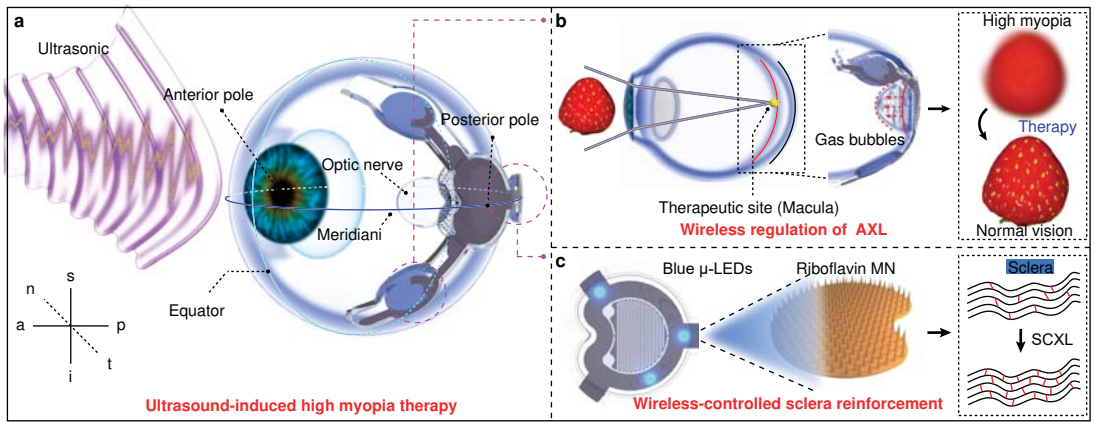 a
Ultrasonic
Anterior pole
Posterior pole
Optic nerve
Meridiani
Equator
s
n
a
p
t
i
Ultrasound-induced high myopia therapy
b
High myopia
Gas bubbles
Therapy
Therapeutic site (Macula)
Wireless regulation of AXL
Normal vision
c
Blue μ-LEDs
Riboflavin MN
Sclera
SCXL
Wireless-controlled sclera reinforcement